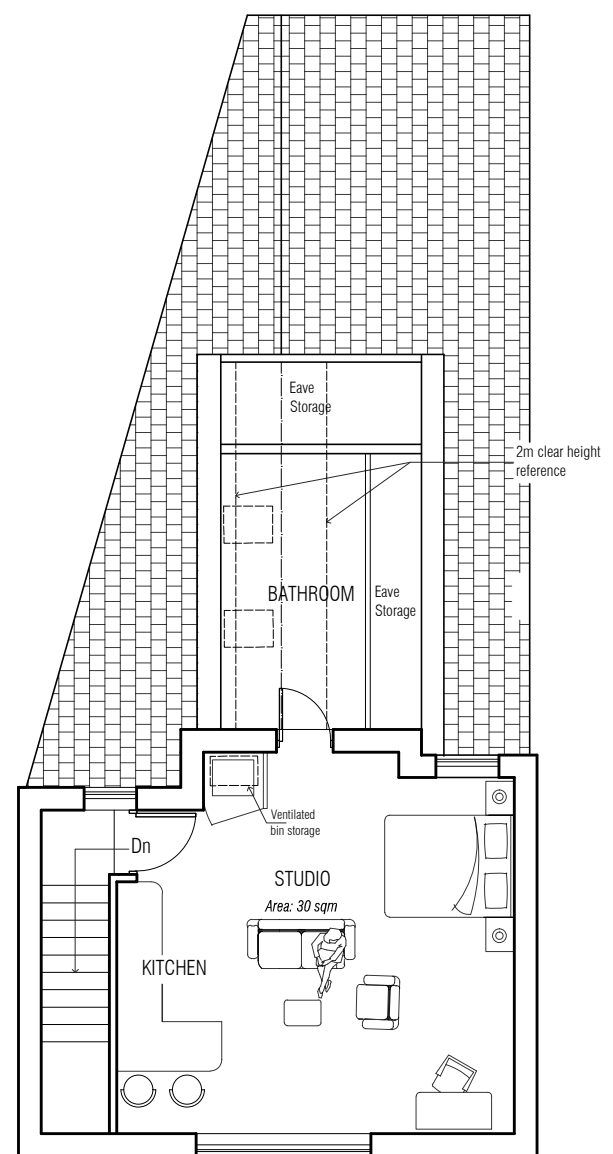 Eave
Storage
2m clear height
reference
BATHROOM
Eave
Storage
Ventilated
bin storage
Dn
STUDIO
Area: 30 sqm
KITCHEN